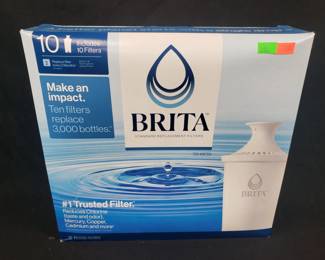 10
Includes
10 Filters
Make an
impact.
Ten filters
replace
3,000 bottles.
BRITA
STANDARD REPLACEMENT FILTERS
#1 Trusted Filter.
Reduces Chlorine
(taste and odor),
Mercury, Copper,
Cadmium and more
BRITA